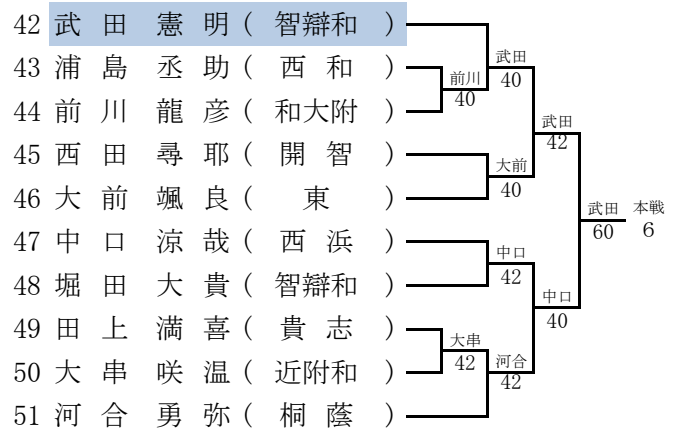 42 武 田 憲 明 ( 智辯和 )
43 浦 島 丞 助 ( 西 和 )
44 前 川 龍 彦 ( 和大附 )
45 西 田 尋 耶 ( 開 智 )
46 大 前 颯 良 ( 東 )
47 中 口 涼 哉 ( 西 浜 )
48 堀 田 大 貴 ( 智辯和 )
49 田 上 満 喜 ( 貴 志 )
50 大 串 咲 温 ( 近附和 )
51 河 合 勇 弥 ( 桐 蔭 )
前川
40
大串
42
武田
40
大前
40
中口
42
河合
42
武田
42
中口
40
武田
60
本戦
6